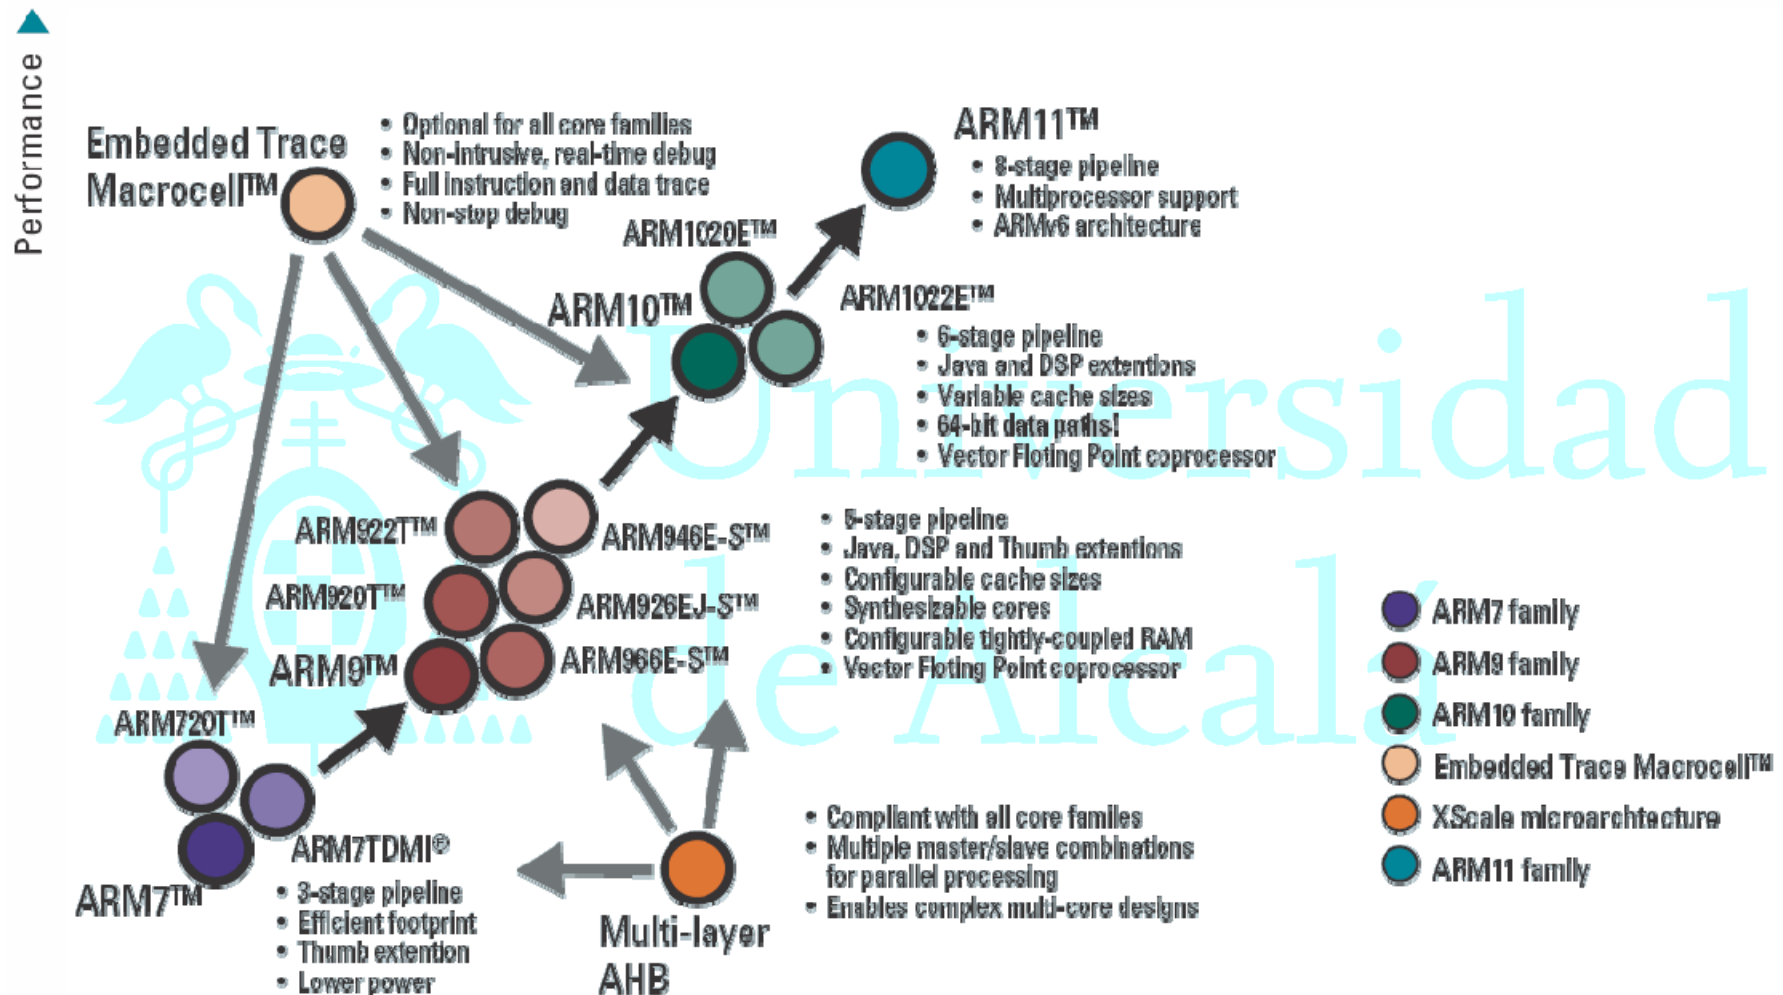 Performance
Embedded Trace
Macrocell™
• Optional for all core families
• Non-intrusive, real-time debug
• Full instruction and data trace
• Non-stop debug
ARM11™
• 8-stage pipeline
• Multiprocessor support
• ARMv6 architecture
ARM1020E™
ARM10™
ARM1022E™
• 6-stage pipeline
• Java and DSP extentions
• Variable cache sizes
• 64-bit data paths!
• Vector Floting Point coprocessor
Universidad
de Alcalá
ARM922T™
ARM946E-S™
ARM920T™
ARM926EJ-S™
ARM9™
ARM966E-S™
• 5-stage pipeline
• Java, DSP and Thumb extentions
• Configurable cache sizes
• Synthesizable cores
• Configurable tightly-coupled RAM
• Vector Floting Point coprocessor
ARM720T™
ARM7TDMI®
ARM7™
• 3-stage pipeline
• Efficient footprint
• Thumb extention
• Lower power
Multi-layer
AHB
• Compliant with all core familes
• Multiple master/slave combinations
for parallel processing
• Enables complex multi-core designs
ARM7 family
ARM9 family
ARM10 family
Embedded Trace Macrocell™
XScale microarchtecture
ARM11 family